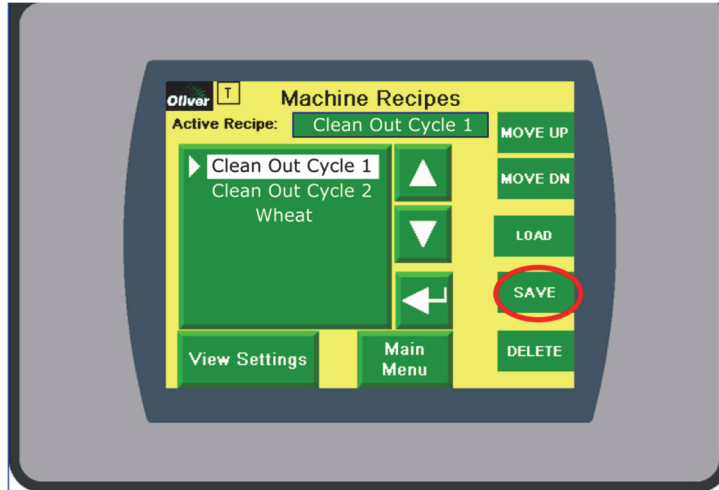 Oliver T Machine Recipes
Active Recipe: Clean Out Cycle 1
MOVE UP
Clean Out Cycle 1
Clean Out Cycle 2
Wheat
MOVE DN
LOAD
SAVE
View Settings
Main
Menu
DELETE